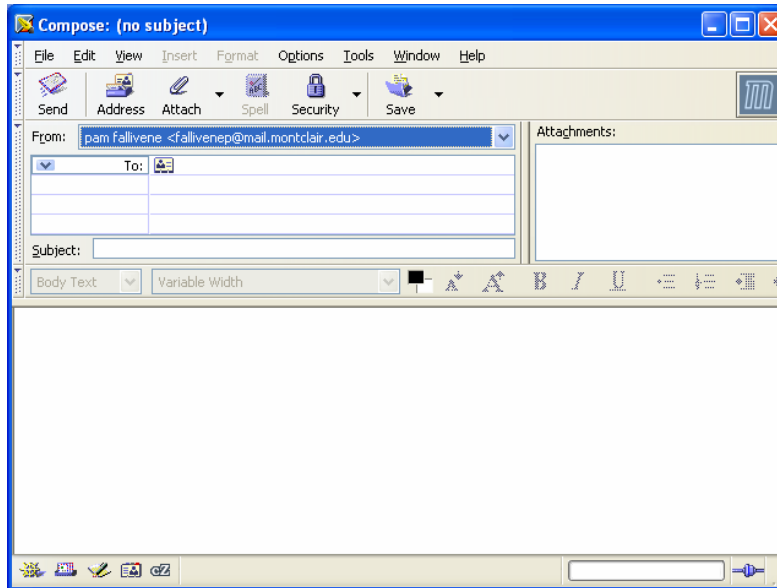 Compose: (no subject)
File Edit View Insert Format Options Tools Window Help
Send Address Attach Spell Security Save
From: pam fallivene <fallivenep@mail.montclair.edu>
Attachments:
To:
Subject:
Body Text Variable Width